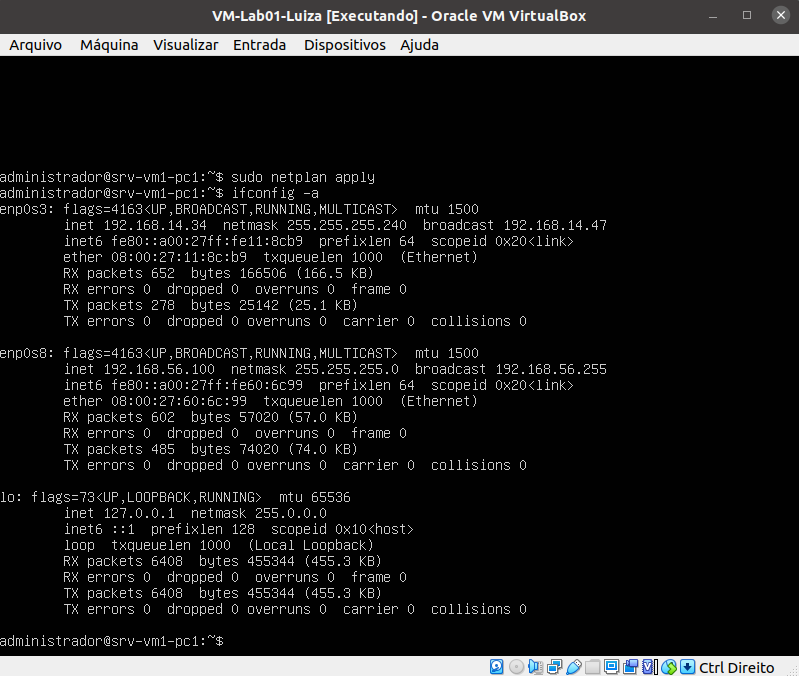 VM-Lab01-Luiza [Executando] - Oracle VM VirtualBox
Arquivo Máquina Visualizar Entrada Dispositivos Ajuda
administrador@srv-vm1-pc1:~$ sudo netplan apply
administrador@srv-vm1-pc1:~$ ifconfig -a
enp0s3: flags=4163<UP,BROADCAST,RUNNING,MULTICAST>  mtu 1500
        inet 192.168.14.34  netmask 255.255.255.240  broadcast 192.168.14.47
        inet6 fe80::a00:27ff:fe11:8cb9  prefixlen 64  scopeid 0x20<link>
        ether 08:00:27:11:8c:b9  txqueuelen 1000  (Ethernet)
        RX packets 652  bytes 166506 (166.5 KB)
        RX errors 0  dropped 0  overruns 0  frame 0
        TX packets 278  bytes 25142 (25.1 KB)
        TX errors 0  dropped 0 overruns 0  carrier 0  collisions 0
enp0s8: flags=4163<UP,BROADCAST,RUNNING,MULTICAST>  mtu 1500
        inet 192.168.56.100  netmask 255.255.255.0  broadcast 192.168.56.255
        inet6 fe80::a00:27ff:fe60:6c99  prefixlen 64  scopeid 0x20<link>
        ether 08:00:27:60:6c:99  txqueuelen 1000  (Ethernet)
        RX packets 602  bytes 57020 (57.0 KB)
        RX errors 0  dropped 0  overruns 0  frame 0
        TX packets 485  bytes 74020 (74.0 KB)
        TX errors 0  dropped 0 overruns 0  carrier 0  collisions 0
lo: flags=73<UP,LOOPBACK,RUNNING>  mtu 65536
        inet 127.0.0.1  netmask 255.0.0.0
        inet6 ::1  prefixlen 128  scopeid 0x10<host>
        loop  txqueuelen 1000  (Local Loopback)
        RX packets 6408  bytes 455344 (455.3 KB)
        RX errors 0  dropped 0  overruns 0  frame 0
        TX packets 6408  bytes 455344 (455.3 KB)
        TX errors 0  dropped 0 overruns 0  carrier 0  collisions 0
administrador@srv-vm1-pc1:~$
Ctrl Direito